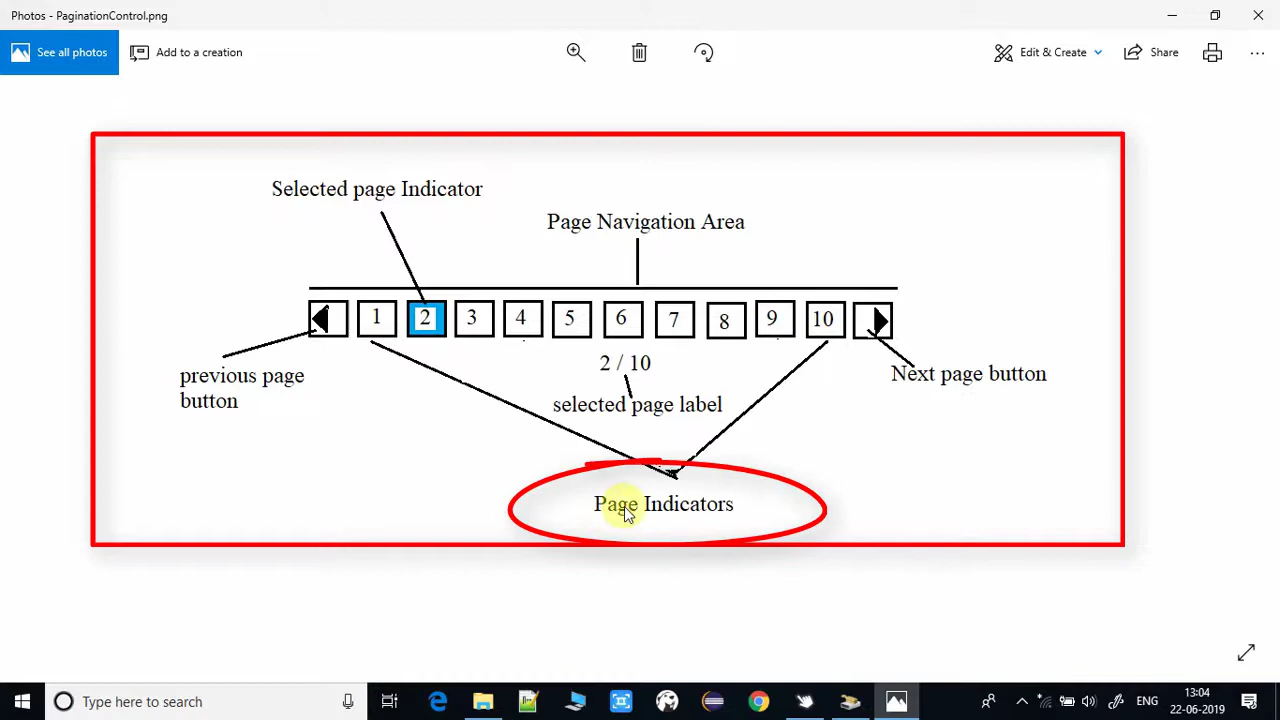 Photos - PaginationControl.png
See all photos
Add to a creation
Edit & Create
Share
Selected page Indicator
Page Navigation Area
1 2 3 4 5 6 7 8 9 10
2 / 10
previous page
button
Next page button
selected page label
Page Indicators
Type here to search
ENG
13:04
22-06-2019